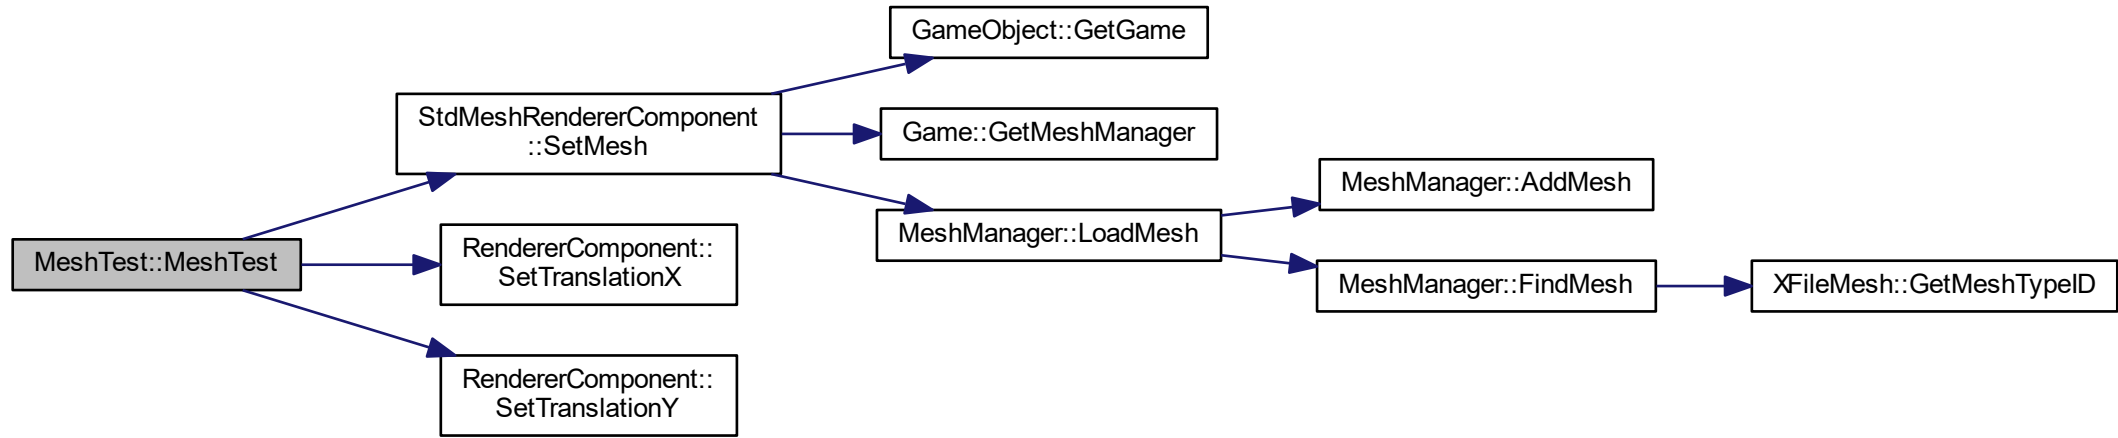 GameObject::GetGame
StdMeshRendererComponent
::SetMesh
Game::GetMeshManager
MeshManager::AddMesh
MeshManager::LoadMesh
MeshTest::MeshTest
RendererComponent::
SetTranslationX
MeshManager::FindMesh
XFileMesh::GetMeshTypeID
RendererComponent::
SetTranslationY